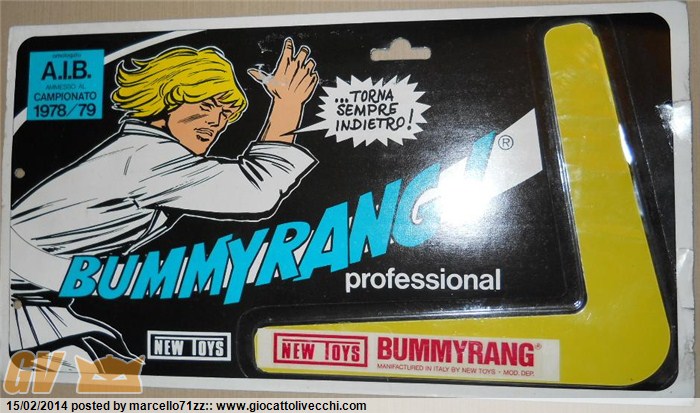 OMOLOGATO
A.I.B.
AMMESSO AL
CAMPIONATO
1978/79
...TORNA
SEMPRE
INDIETRO!
BUMMYRANG!®
professional
NEW TOYS
NEW TOYS
BUMMYRANG®
MANUFACTURED IN ITALY BY NEW TOYS - MOD. DEP.
GV
15/02/2014 posted by marcello71zz:: www.giocattolivecchi.com